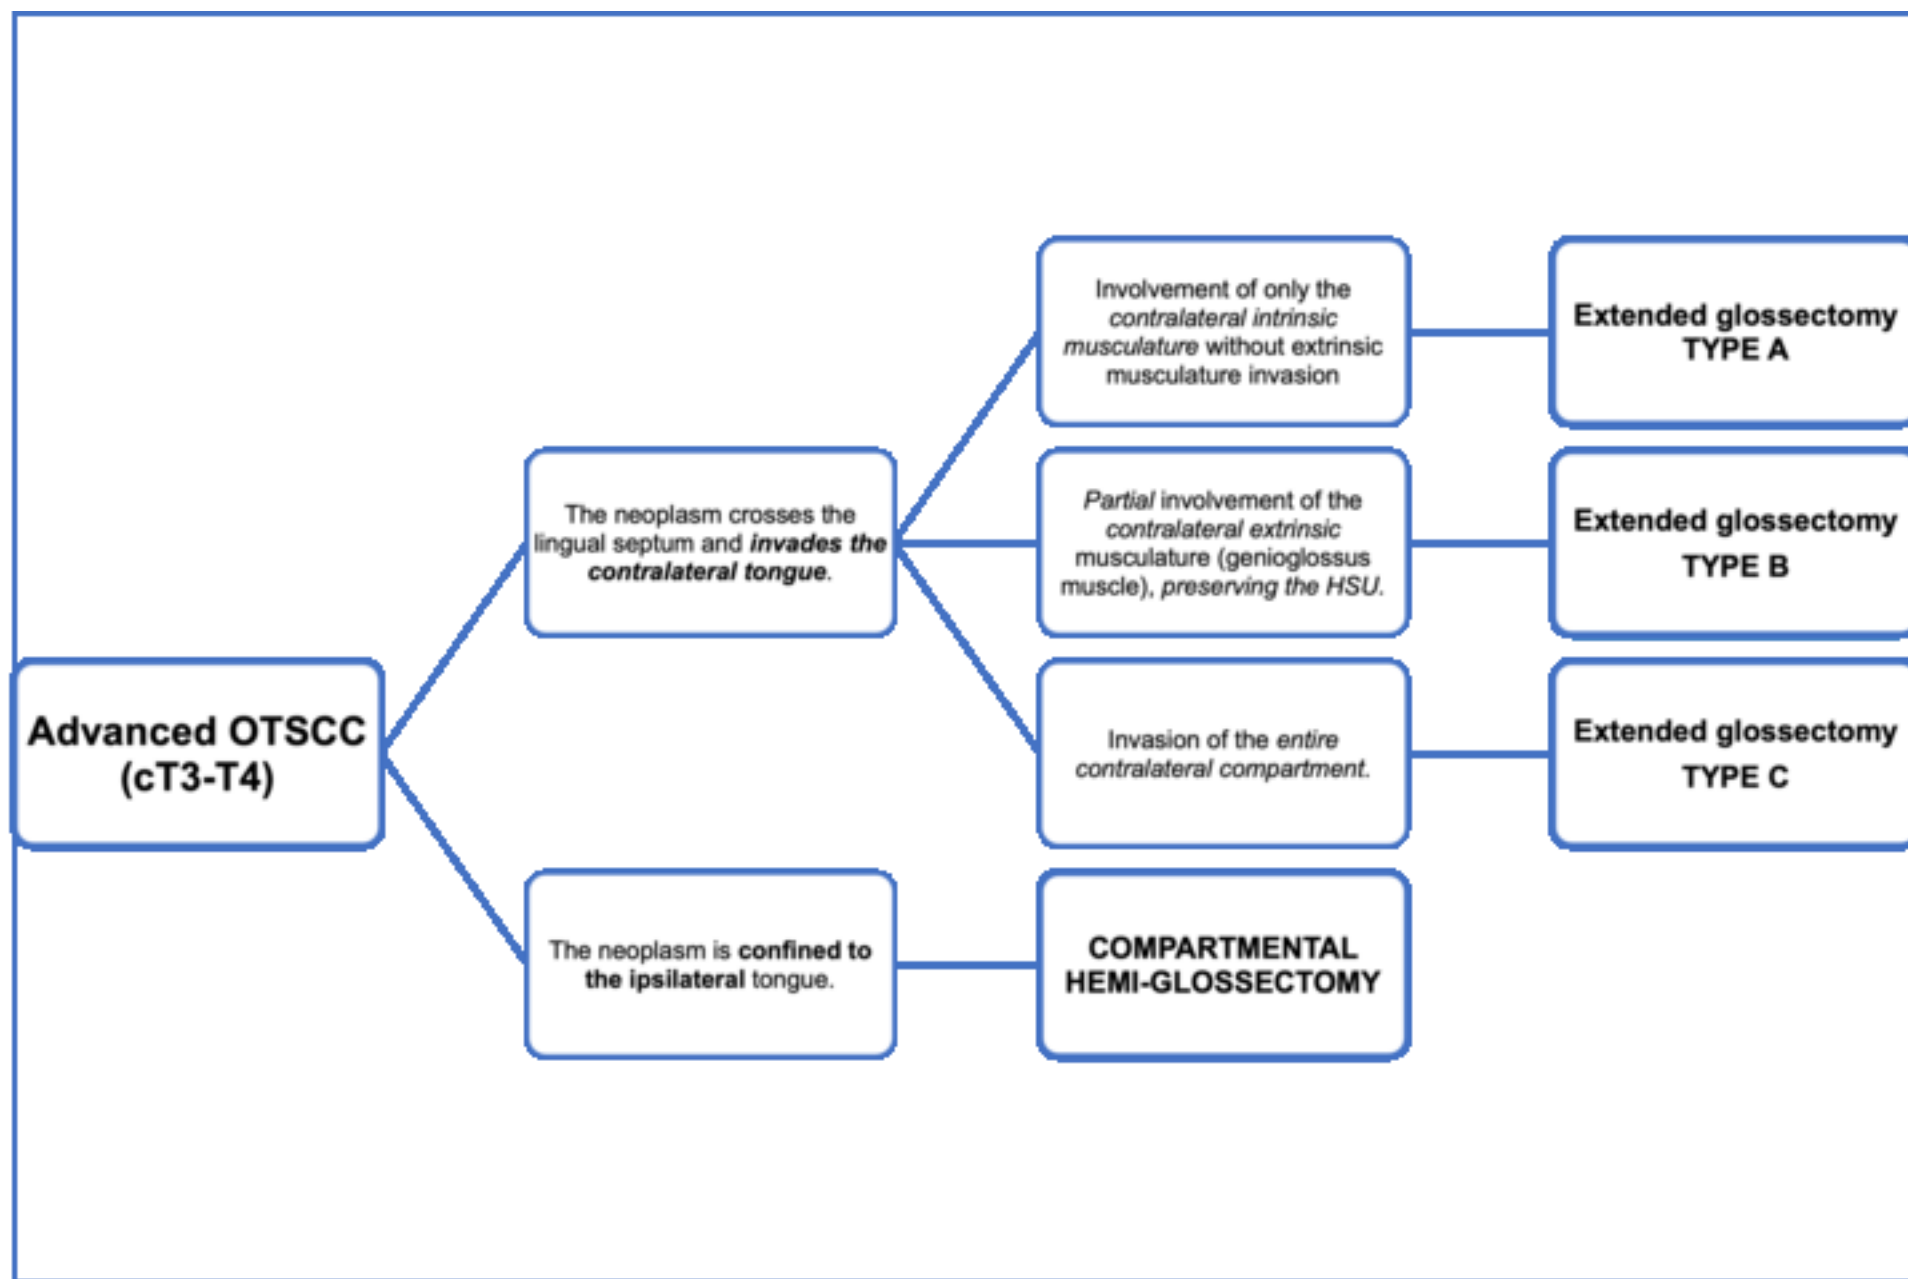 Advanced OTSCC
(cT3-T4)
The neoplasm crosses the
lingual septum and invades the
contralateral tongue.
Involvement of only the
contralateral intrinsic
musculature without extrinsic
musculature invasion
Extended glossectomy
TYPE A
Partial involvement of the
contralateral extrinsic
musculature (genioglossus
muscle), preserving the HSU.
Extended glossectomy
TYPE B
Invasion of the entire
contralateral compartment.
Extended glossectomy
TYPE C
The neoplasm is confined to
the ipsilateral tongue.
COMPARTMENTAL
HEMI-GLOSSECTOMY